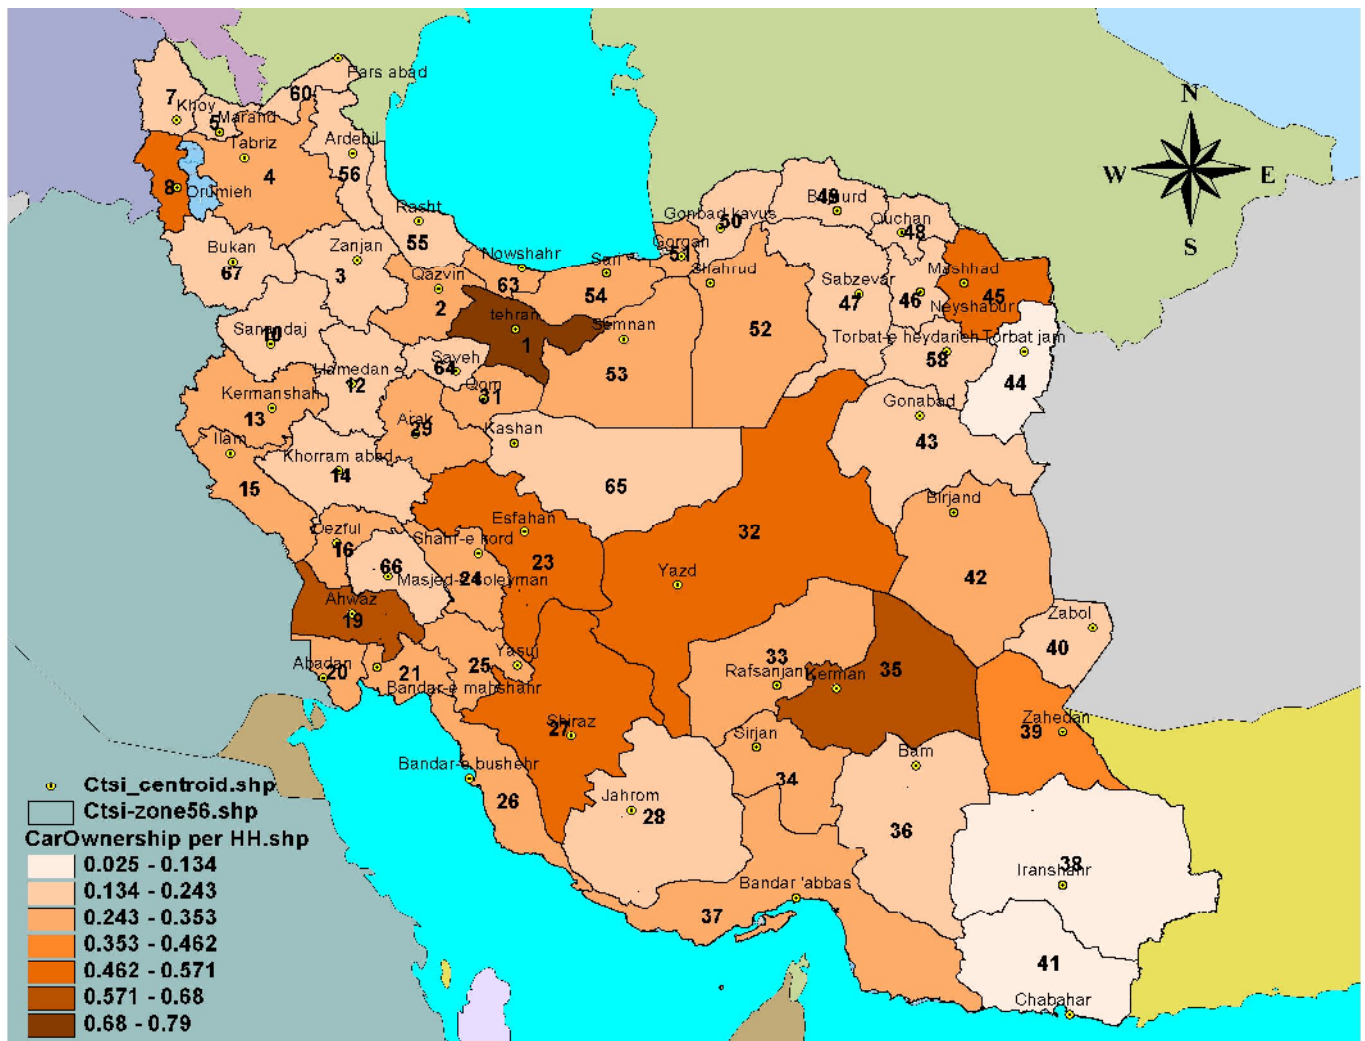 N
W E
S
Pars abad
60
7
Khoy
5
Marand
Tabriz
4
Ardebil
56
8
Orumieh
Rasht
55
Bukan
67
Zanjan
3
Qazvin
2
Nowshahr
63
Sari
54
Gorgan
51
Gonbad kavus
50
49
Quchan
48
Mashhad
45
Neyshabur
46
Sabzevar
47
Shahrud
52
Semnan
53
tehran
1
Torbat-e heydarieh
58
Torbat jam
44
Sanandaj
10
Hamedan
12
Saveh
64
Qom
31
Kermanshah
13
Arak
29
Kashan
65
Gonabad
43
Ilam
15
Khorram abad
14
Birjand
42
Dezful
16
66
Masjed-e soleyman
Shahr-e kord
24
Esfahan
23
32
Yazd
Ahwaz
19
Abadan
20
21
Bandar-e mahshahr
25
Yasuj
Zabol
40
33
Rafsanjan
Kerman
35
Zahedan
39
Shiraz
27
Sirjan
34
Bam
36
Bandar-e bushehr
26
Jahrom
28
Bandar 'abbas
37
38
Iranshahr
41
Chabahar
Ctsi_centroid.shp
Ctsi-zone56.shp
CarOwnership per HH.shp
0.025 - 0.134
0.134 - 0.243
0.243 - 0.353
0.353 - 0.462
0.462 - 0.571
0.571 - 0.68
0.68 - 0.79